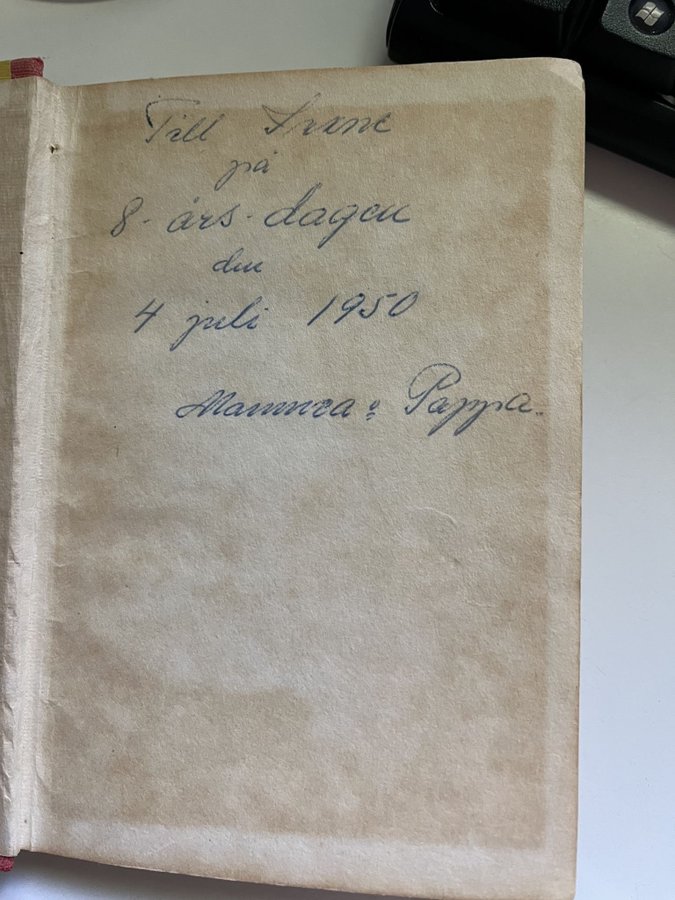 Till
på
8-års-dagen
den
4 juli 1950
Mamma o Pappa.